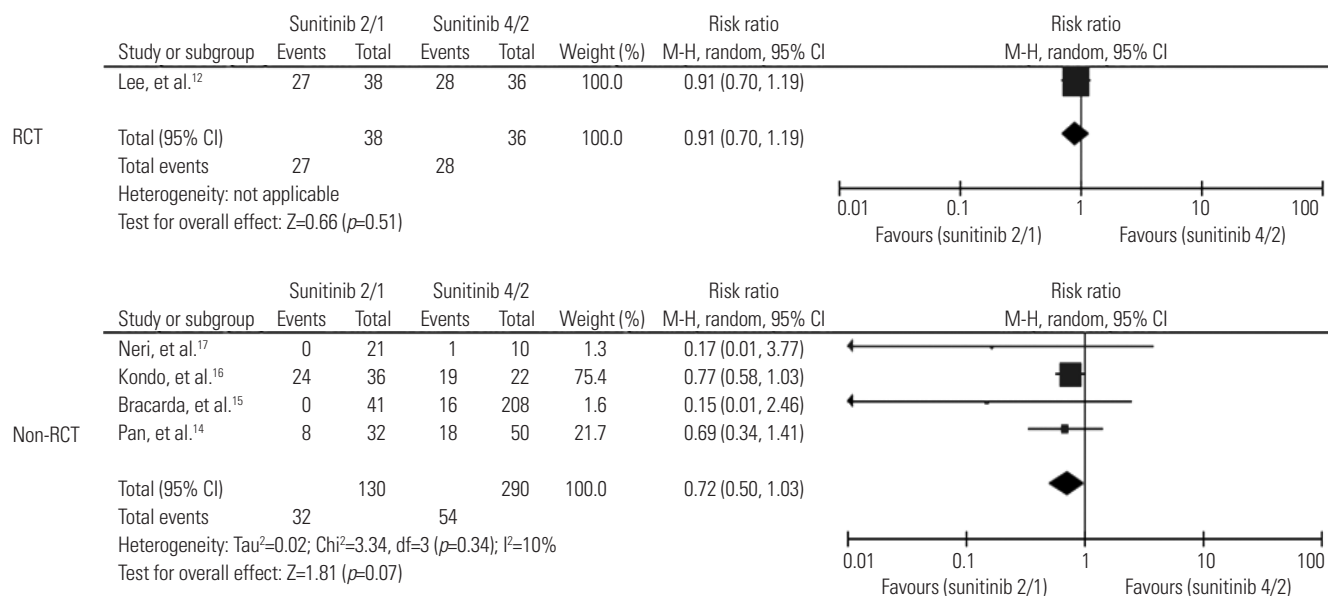 Sunitinib 2/1 Sunitinib 4/2 Risk ratio Risk ratio
Study or subgroup Events Total Events Total Weight (%) M-H, random, 95% CI M-H, random, 95% CI
Lee, et al.12 27 38 28 36 100.0 0.91 (0.70, 1.19)
RCT Total (95% CI) 38 36 100.0 0.91 (0.70, 1.19)
Total events 27 28
Heterogeneity: not applicable
Test for overall effect: Z=0.66 (p=0.51)
0.01 0.1 1 10 100
Favours (sunitinib 2/1) Favours (sunitinib 4/2)
Sunitinib 2/1 Sunitinib 4/2 Risk ratio Risk ratio
Study or subgroup Events Total Events Total Weight (%) M-H, random, 95% CI M-H, random, 95% CI
Neri, et al.17 0 21 1 10 1.3 0.17 (0.01, 3.77)
Kondo, et al.16 24 36 19 22 75.4 0.77 (0.58, 1.03)
Bracarda, et al.15 0 41 16 208 1.6 0.15 (0.01, 2.46)
Non-RCT Pan, et al.14 8 32 18 50 21.7 0.69 (0.34, 1.41)
Total (95% CI) 130 290 100.0 0.72 (0.50, 1.03)
Total events 32 54
Heterogeneity: Tau2=0.02; Chi2=3.34, df=3 (p=0.34); I2=10%
Test for overall effect: Z=1.81 (p=0.07)
0.01 0.1 1 10 100
Favours (sunitinib 2/1) Favours (sunitinib 4/2)